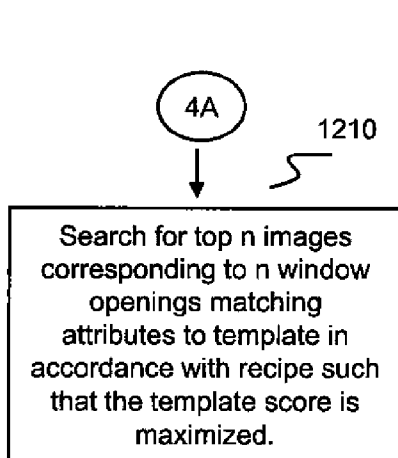 4A
1210
Search for top n images
corresponding to n window
openings matching
attributes to template in
accordance with recipe such
that the template score is
maximized.